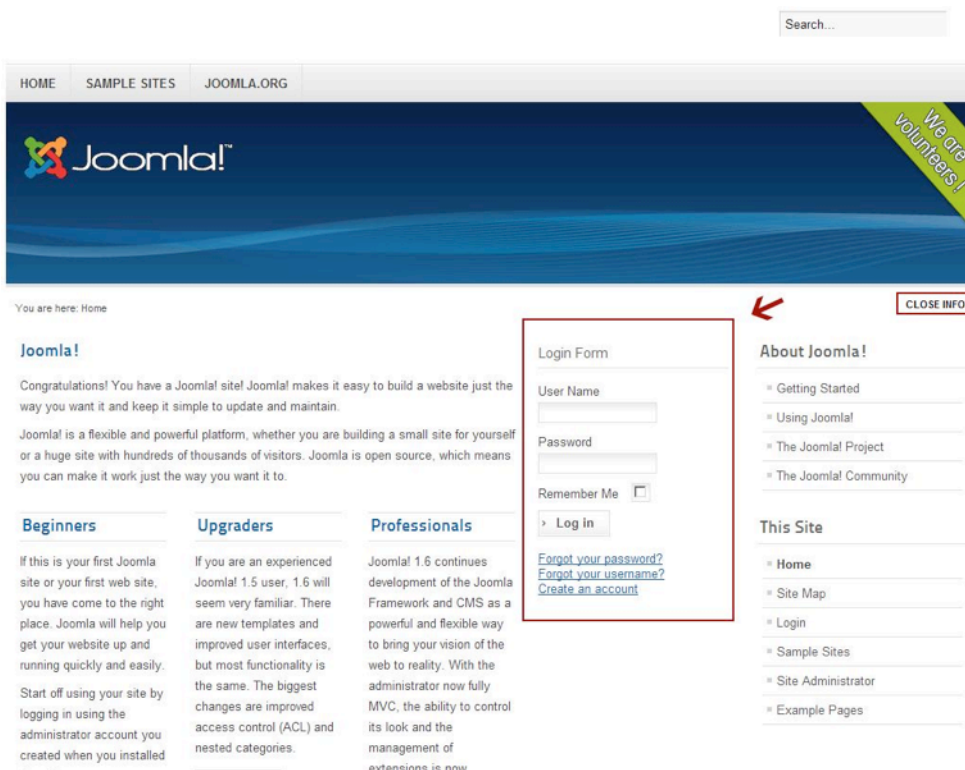 Search...
HOME SAMPLE SITES JOOMLA.ORG
Joomla!™
We are
volunteers!
You are here: Home
CLOSE INFO
Joomla!
Congratulations! You have a Joomla! site! Joomla! makes it easy to build a website just the
way you want it and keep it simple to update and maintain.
Joomla! is a flexible and powerful platform, whether you are building a small site for yourself
or a huge site with hundreds of thousands of visitors. Joomla is open source, which means
you can make it work just the way you want it to.
Beginners
If this is your first Joomla
site or your first web site,
you have come to the right
place. Joomla will help you
get your website up and
running quickly and easily.
Start off using your site by
logging in using the
administrator account you
created when you installed
Upgraders
If you are an experienced
Joomla! 1.5 user, 1.6 will
seem very familiar. There
are new templates and
improved user interfaces,
but most functionality is
the same. The biggest
changes are improved
access control (ACL) and
nested categories.
Professionals
Joomla! 1.6 continues
development of the Joomla
Framework and CMS as a
powerful and flexible way
to bring your vision of the
web to reality. With the
administrator now fully
MVC, the ability to control
its look and the
management of
extensions is now
Login Form
User Name
Password
Remember Me
Log in
Forgot your password?
Forgot your username?
Create an account
About Joomla!
Getting Started
Using Joomla!
The Joomla! Project
The Joomla! Community
This Site
Home
Site Map
Login
Sample Sites
Site Administrator
Example Pages